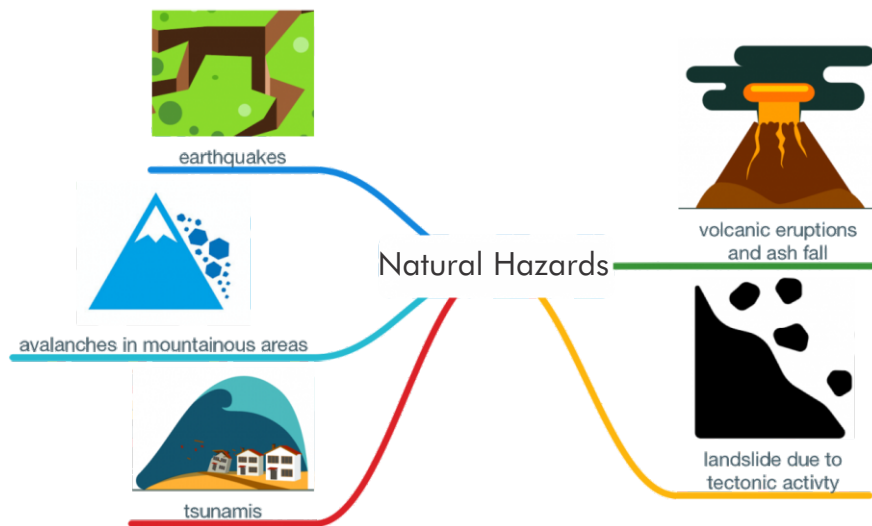 earthquakes
avalanches in mountainous areas
tsunamis
Natural Hazards
volcanic eruptions
and ash fall
landslide due to
tectonic activty